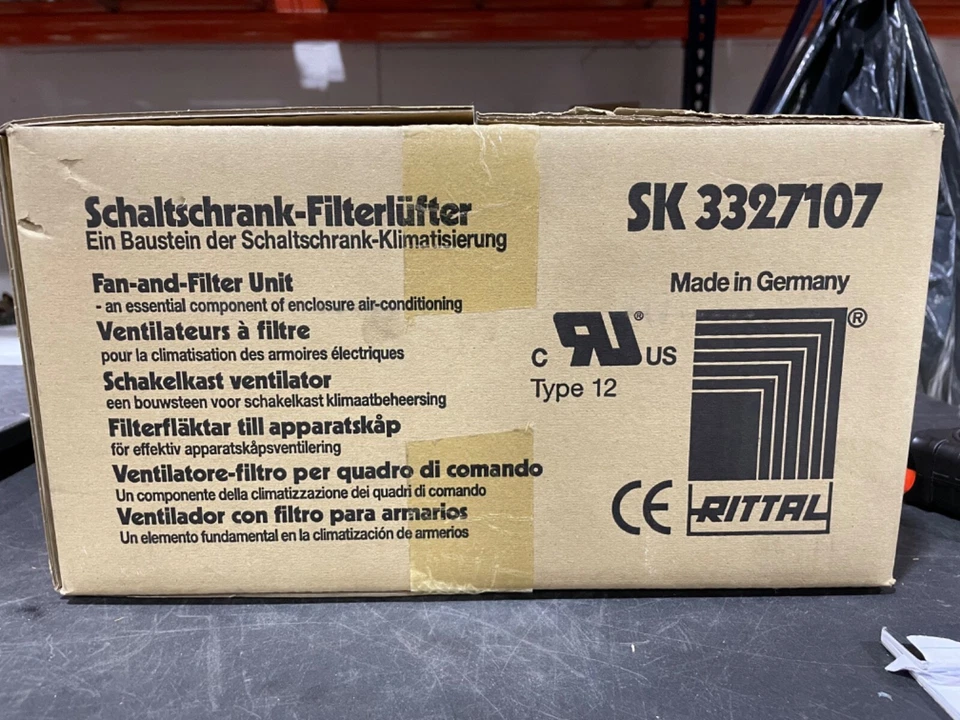 Schaltschrank-Filterlüfter
Ein Baustein der Schaltschrank-Klimatisierung
SK 3327107
Fan-and-Filter Unit
- an essential component of enclosure air-conditioning
Made in Germany
Ventilateurs à filtre
pour la climatisation des armoires électriques
Schakelkast ventilator
een bouwsteen voor schakelkast klimaatbeheersing
Filterfläktar till apparatskåp
för effektiv apparatskåpsventilering
Ventilatore-filtro per quadro di comando
Un componente della climatizzazione dei quadri di comando
Ventilador con filtro para armarios
Un elemento fundamental en la climatización de armerios
C RU® US
Type 12
®
CE
RITTAL